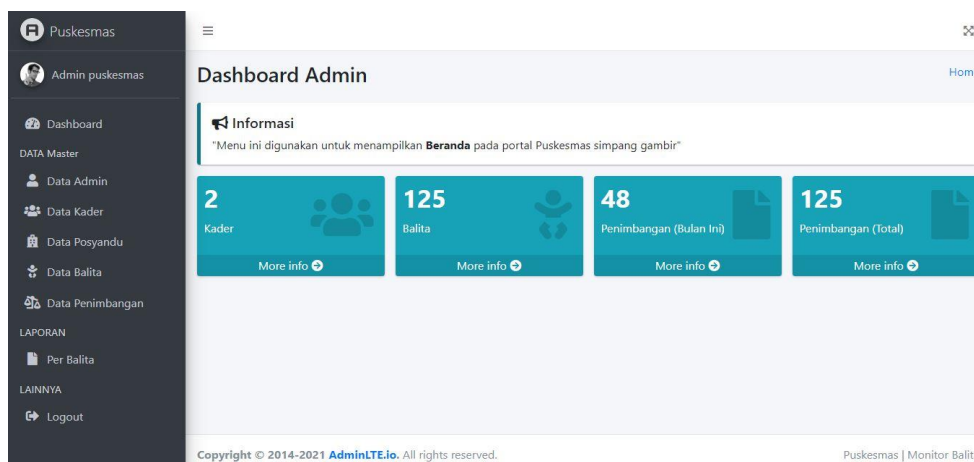 Puskesmas
Admin puskesmas
Dashboard
DATA Master
Data Admin
Data Kader
Data Posyandu
Data Balita
Data Penimbangan
LAPORAN
Per Balita
LAINNYA
Logout
Dashboard Admin
Hom
Informasi
"Menu ini digunakan untuk menampilkan Beranda pada portal Puskesmas simpang gambir"
2
Kader
More info
125
Balita
More info
48
Penimbangan (Bulan Ini)
More info
125
Penimbangan (Total)
More info
Copyright © 2014-2021 AdminLTE.io. All rights reserved.
Puskesmas | Monitor Balit